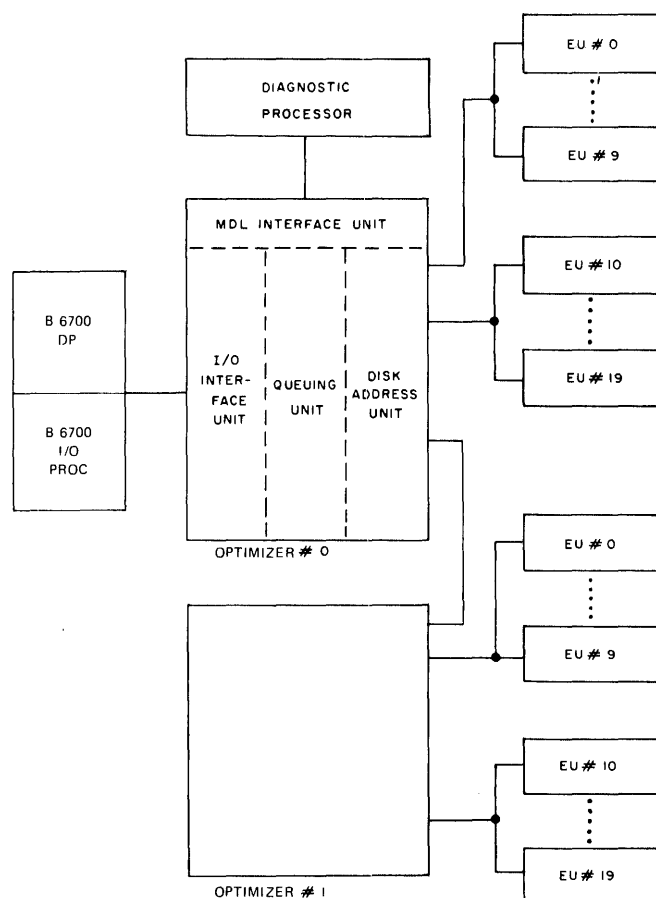 DIAGNOSTIC
PROCESSOR
MDL INTERFACE UNIT
I/O
INTER-
FACE
UNIT
QUEUING
UNIT
DISK
ADDRESS
UNIT
OPTIMIZER # 0
B 6700
DP
B 6700
I/O
PROC
OPTIMIZER # 1
EU # 0
EU # 9
EU # 10
EU # 19
EU # 0
EU # 9
EU # 10
EU # 19